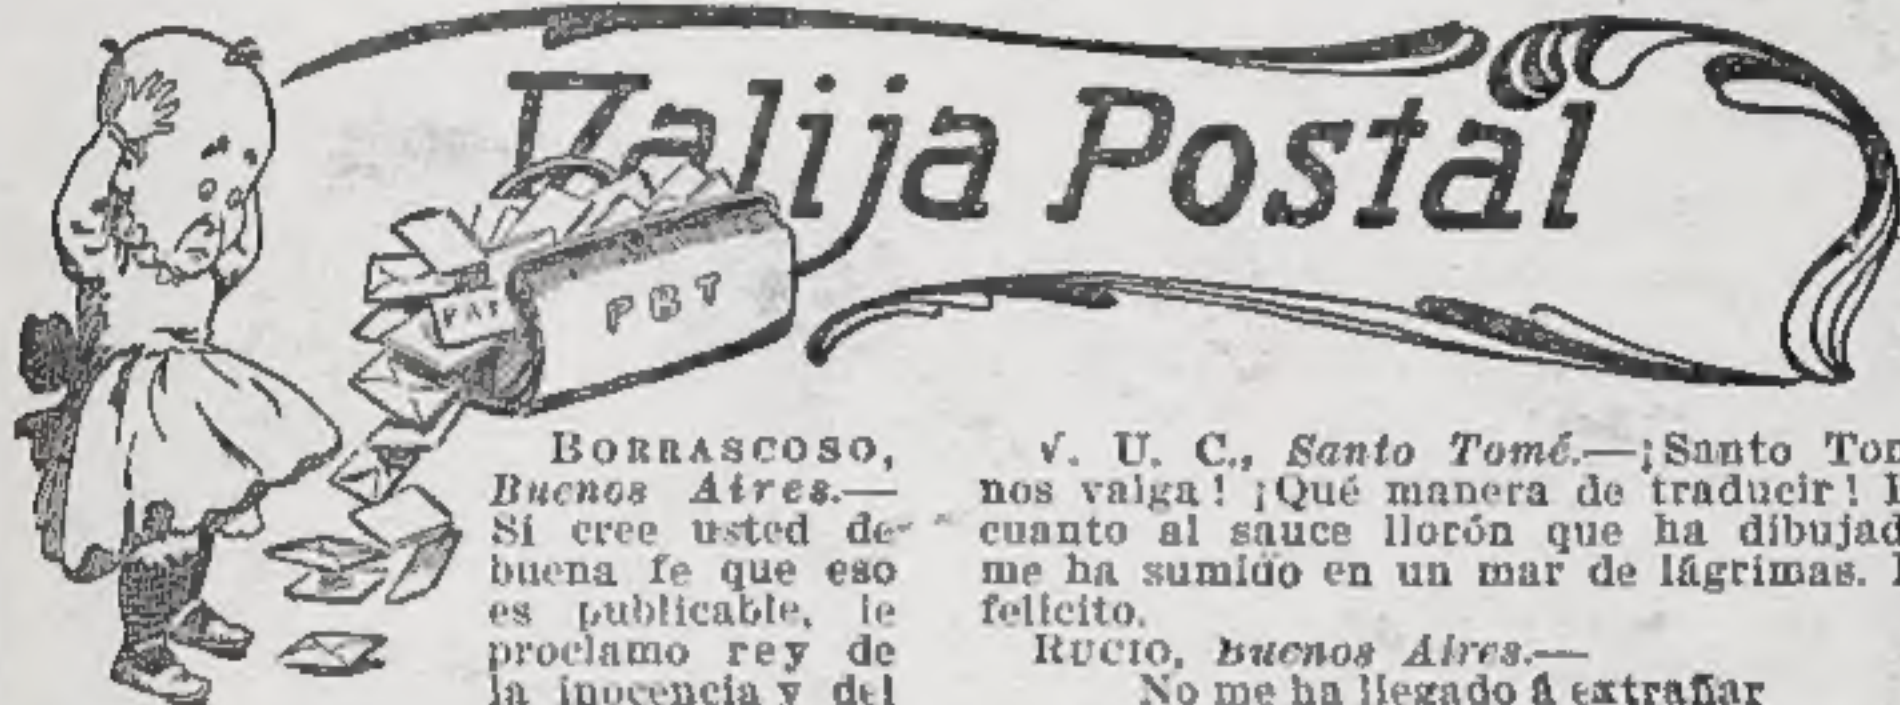 Valija Postal
PBT
BORRASCOSO,
Buenos Aires.—
Si cree usted de
buena fe que eso
es publicable, le
proclamo rey de
la inocencia y del
V. U. C., Santo Tomé.—¡Santo Tom
nos valga! ¡Qué manera de traducir!
cuanto al sauce llorón que ha dibujad
me ha sumido en un mar de lágrimas.
felicito.
RUCIO, Buenos Aires.—
No me ha llegado á extrañar